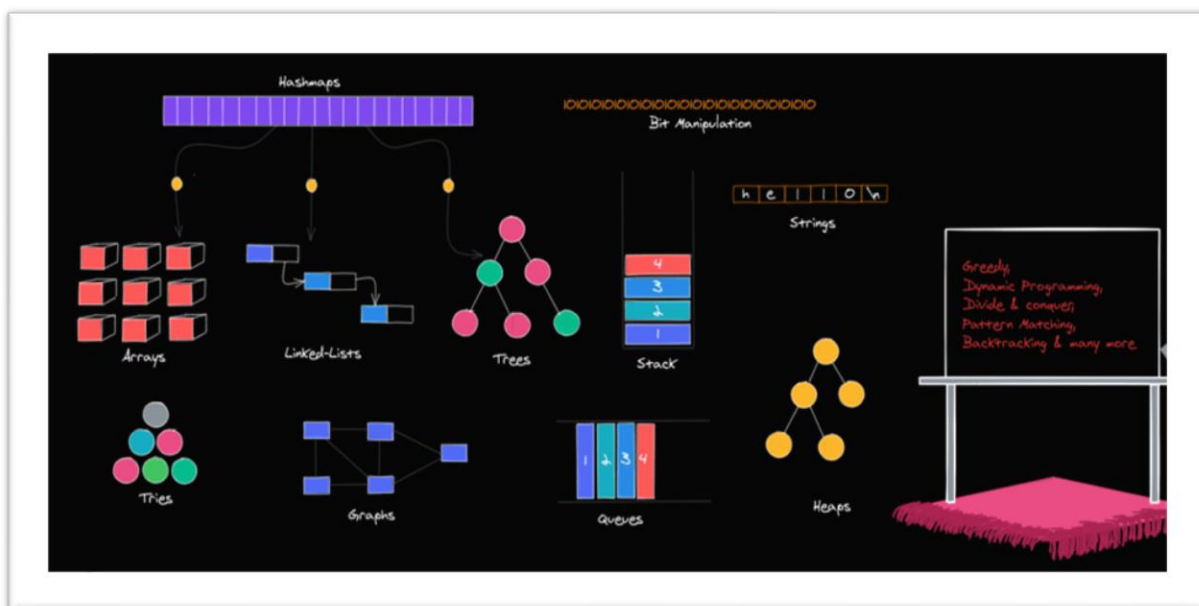 Hashmaps
1010101010101010101010101010101010101010
Bit Manipulation
h e l l o \n
Strings
Greedy,
Dynamic Programming,
Divide & conquer,
Pattern Matching,
Backtracking & many more
Arrays
Linked-Lists
Trees
4
3
2
1
Stack
Tries
Graphs
1 2 3 4
Queues
Heaps